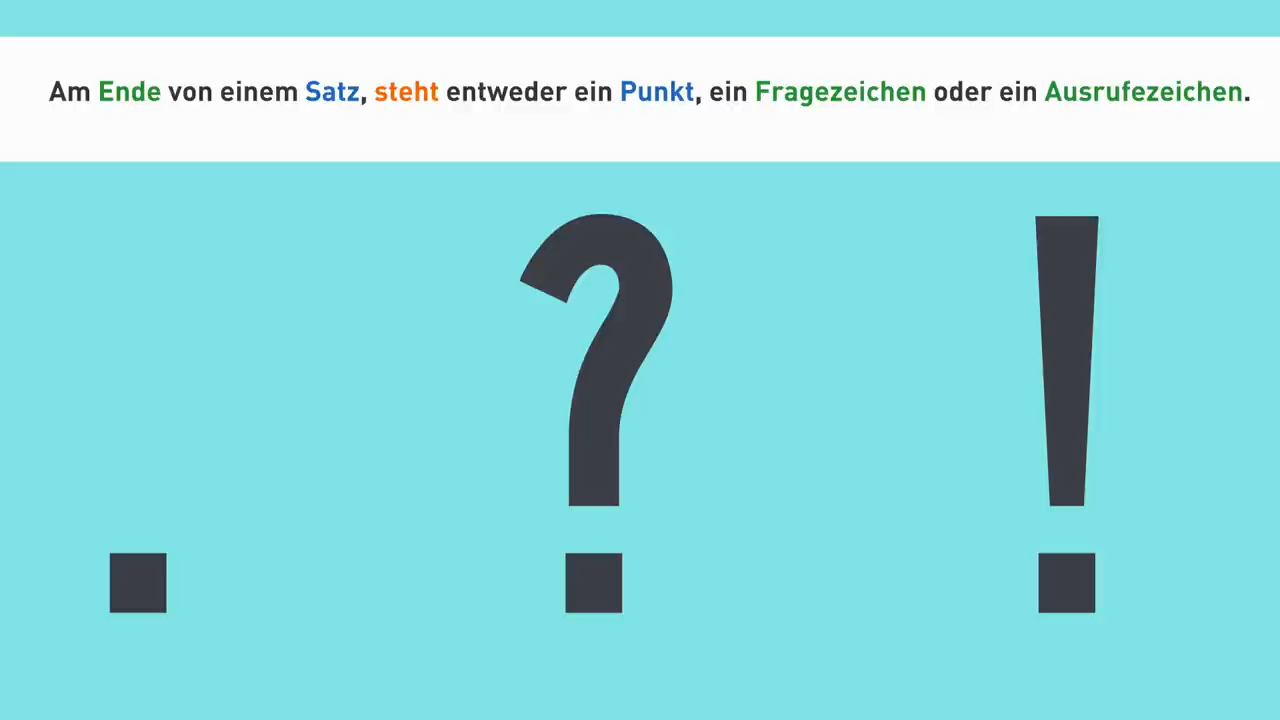 Am Ende von einem Satz, steht entweder ein Punkt, ein Fragezeichen oder ein Ausrufezeichen.
. ? !